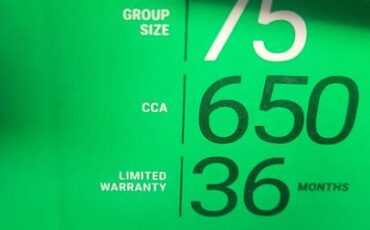 GROUP
SIZE
75
CCA
650
LIMITED
WARRANTY
36 MONTHS